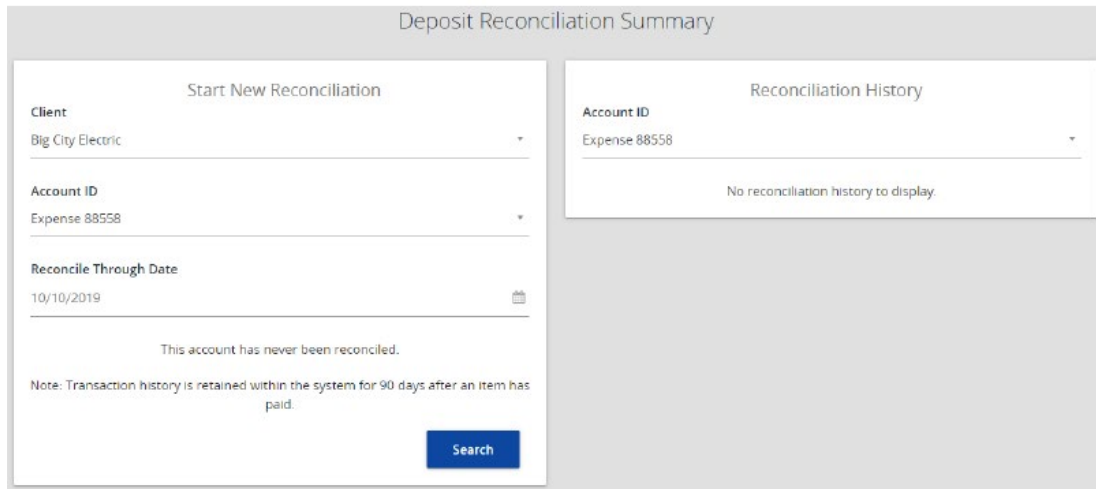 Deposit Reconciliation Summary
Start New Reconciliation
Client
Big City Electric
Account ID
Expense 88558
Reconcile Through Date
10/10/2019
This account has never been reconciled.
Note: Transaction history is retained within the system for 90 days after an item has
paid.
Search
Reconciliation History
Account ID
Expense 88558
No reconciliation history to display.